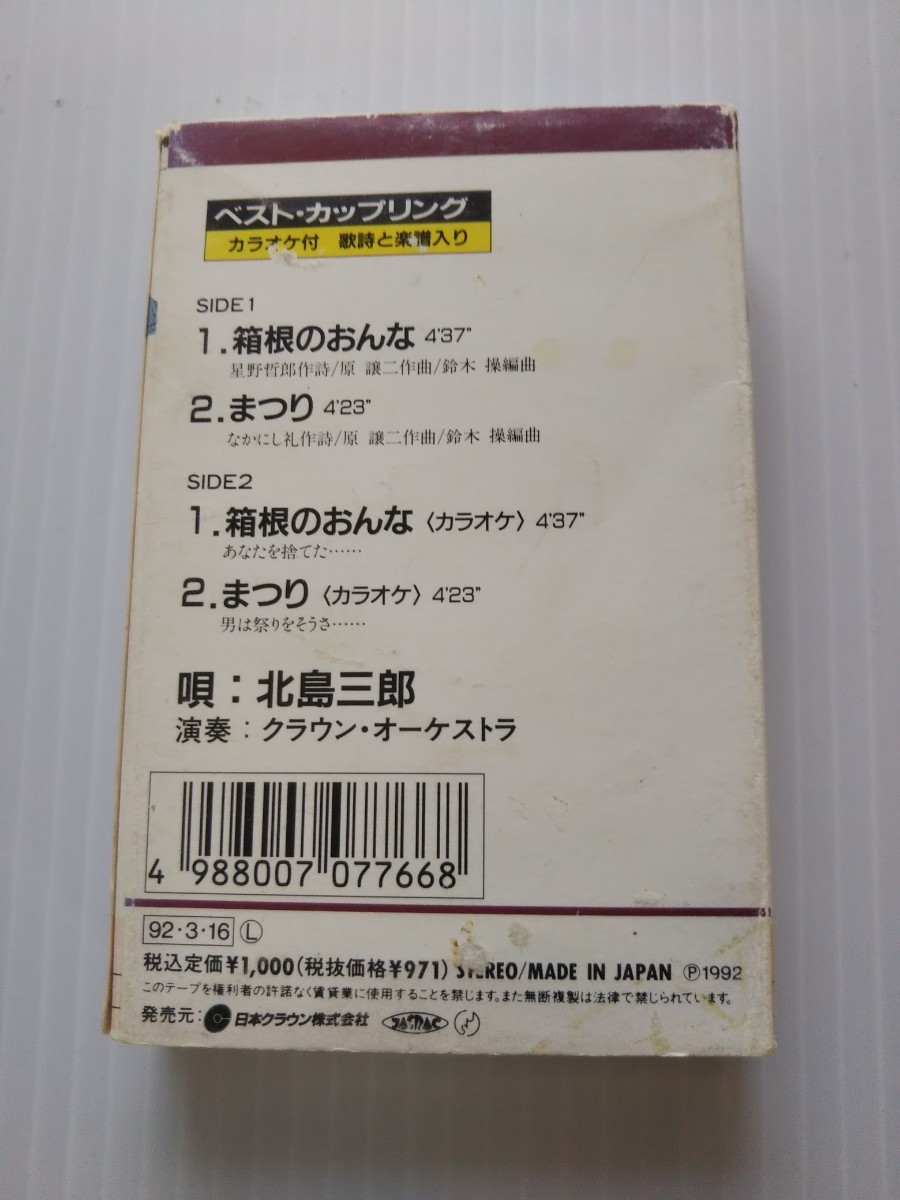 ベスト・カップリング
カラオケ付 歌詩と楽譜入り
SIDE1
1.箱根のおんな 4'37"
星野哲郎作詩/原 譲二作曲/鈴木 操編曲
2.まつり 4'23"
なかにし礼作詩/原 譲二作曲/鈴木 操編曲
SIDE2
1.箱根のおんな〈カラオケ〉4'37"
あなたを捨てた……
2.まつり〈カラオケ〉4'23"
男は祭りをそうさ……
唄：北島三郎
演奏：クラウン・オーケストラ
4 988007 077668
92・3・16 Ⓛ
税込定価¥1,000(税抜価格¥971) STEREO/MADE IN JAPAN Ⓟ1992
このテープを権利者の許諾なく賃貸業に使用することを禁じます。また無断複製は法律で禁じられています。
発売元：日本クラウン株式会社 JASRAC